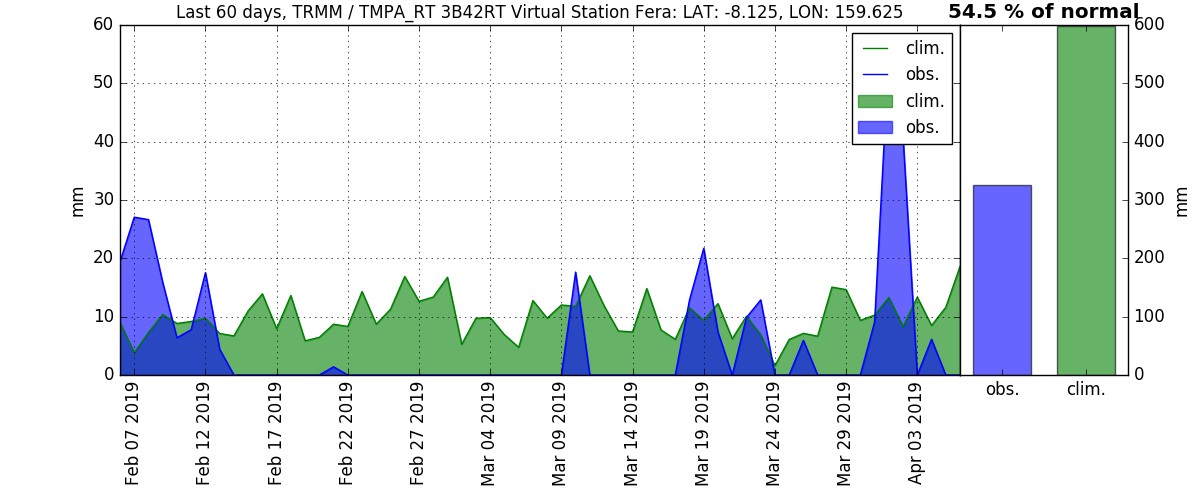 Last 60 days, TRMM / TMPA_RT 3B42RT Virtual Station Fera: LAT: -8.125, LON: 159.625
54.5 % of normal
clim.
obs.
clim.
obs.
60
50
40
30
20
10
0
mm
Feb 07 2019
Feb 12 2019
Feb 17 2019
Feb 22 2019
Feb 27 2019
Mar 04 2019
Mar 09 2019
Mar 14 2019
Mar 19 2019
Mar 24 2019
Mar 29 2019
Apr 03 2019
600
500
400
300
200
100
0
mm
obs.
clim.